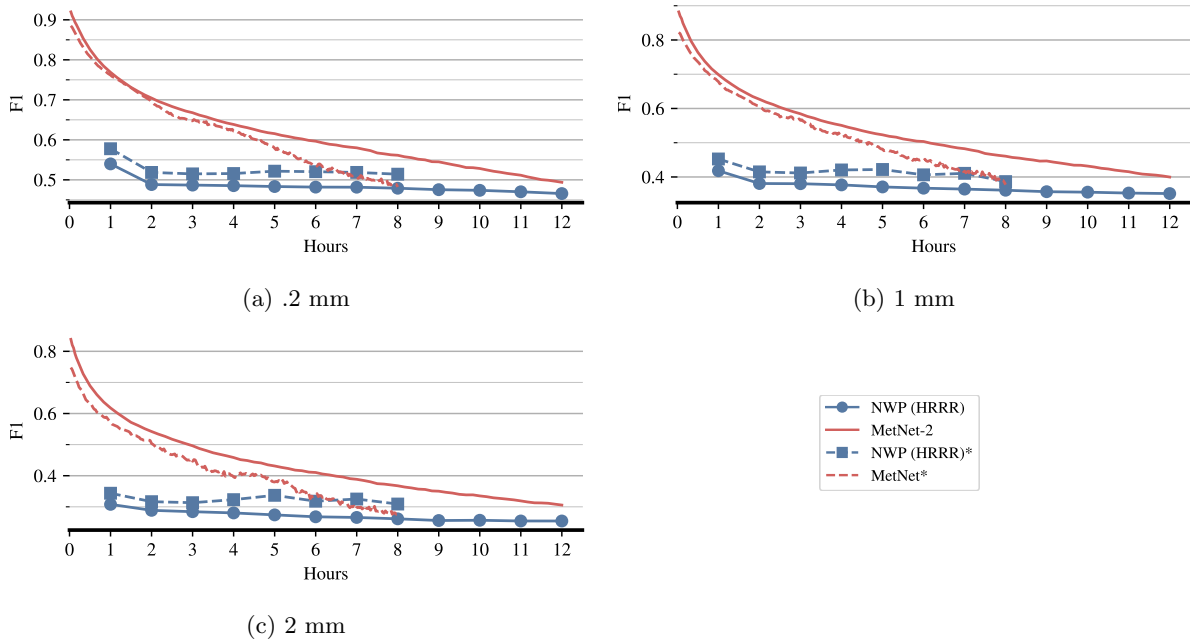 0.9
0.8
0.7
0.6
0.5
F1
0 1 2 3 4 5 6 7 8 9 10 11 12
Hours
(a) .2 mm
0.8
0.6
0.4
F1
0 1 2 3 4 5 6 7 8 9 10 11 12
Hours
(b) 1 mm
0.8
0.6
0.4
F1
0 1 2 3 4 5 6 7 8 9 10 11 12
Hours
(c) 2 mm
NWP (HRRR)
MetNet-2
NWP (HRRR)*
MetNet*